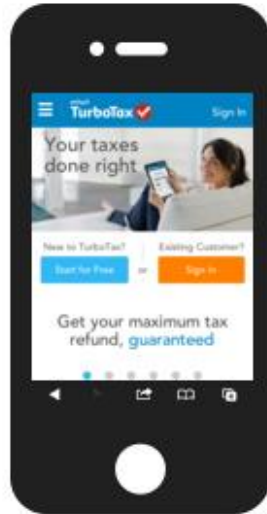 intuit
TurboTax
Sign In
Your taxes
done right
New to TurboTax?
Existing Customer?
Start for Free
or
Sign In
Get your maximum tax
refund, guaranteed